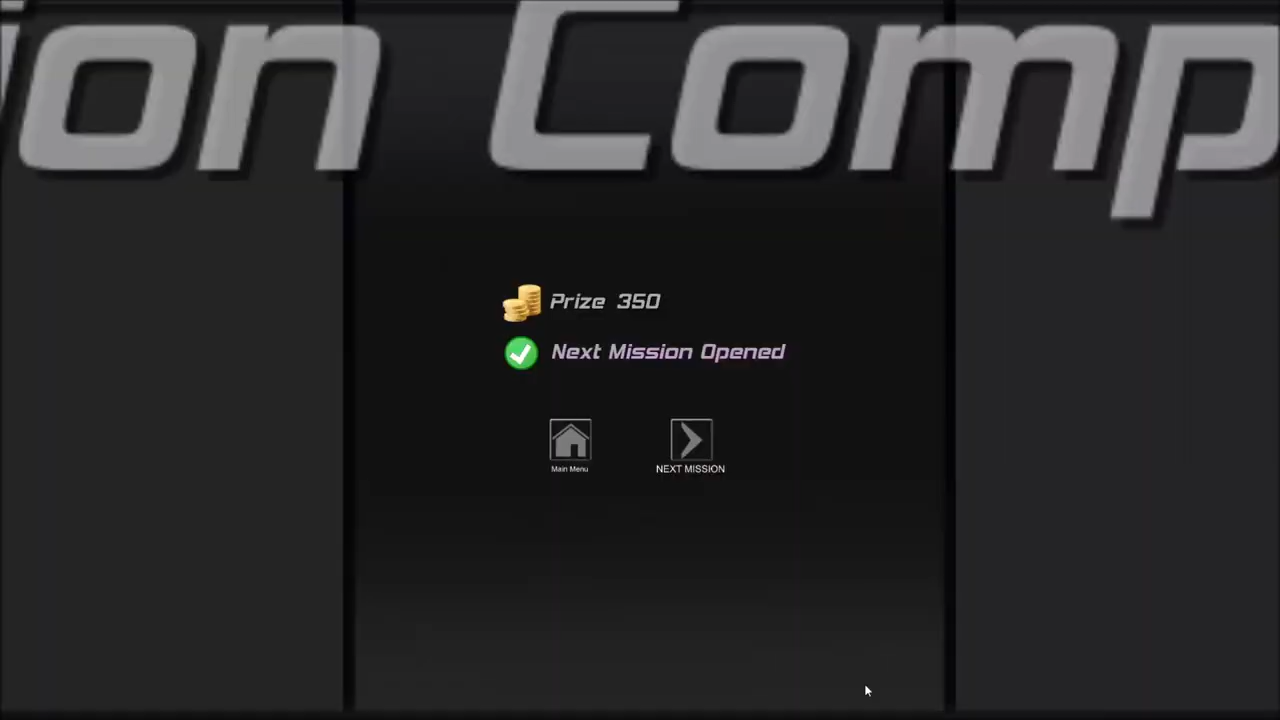 ion Comp
Prize 350
Next Mission Opened
Main Menu
NEXT MISSION